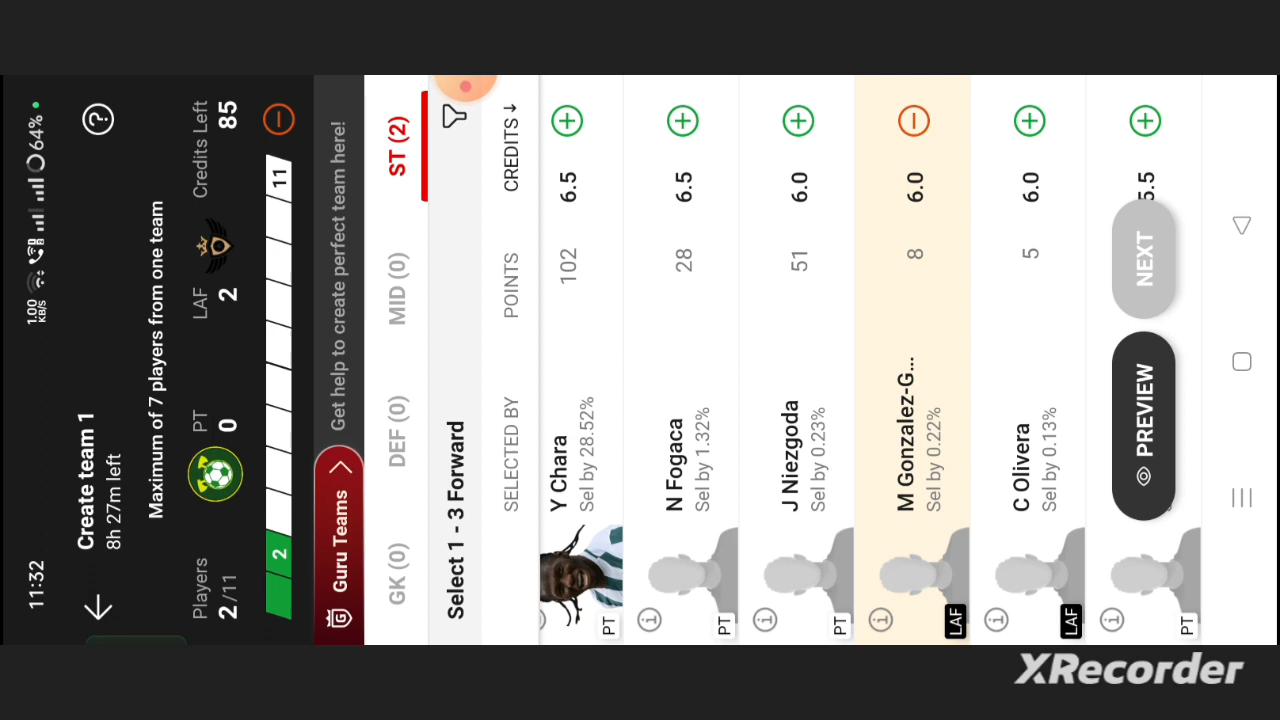 11:32
1.00 KB/S
64%
Create team 1
8h 27m left
?
Maximum of 7 players from one team
Players
2 /11
PT
0
LAF
2
Credits Left
85
2
11
Guru Teams
Get help to create perfect team here!
GK (0)
DEF (0)
MID (0)
ST (2)
Select 1 - 3 Forward
SELECTED BY
POINTS
CREDITS ↓
Y Chara
Sel by 28.52%
102
6.5
PT
N Fogaca
Sel by 1.32%
28
6.5
PT
J Niezgoda
Sel by 0.23%
51
6.0
PT
M Gonzalez-G...
Sel by 0.22%
8
6.0
LAF
C Olivera
Sel by 0.13%
5
6.0
LAF
5.5
PT
PREVIEW
NEXT
XRecorder